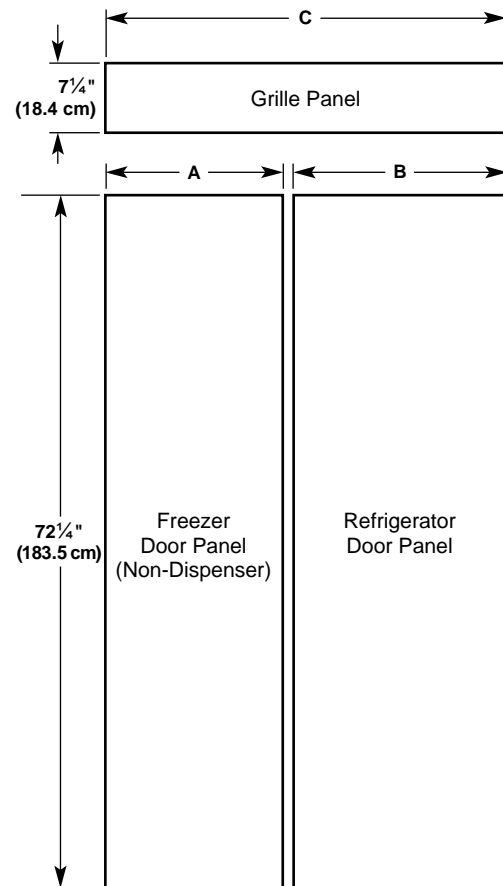 C
7¼"
(18.4 cm)
Grille Panel
A
B
72¼"
(183.5 cm)
Freezer
Door Panel
(Non-Dispenser)
Refrigerator
Door Panel